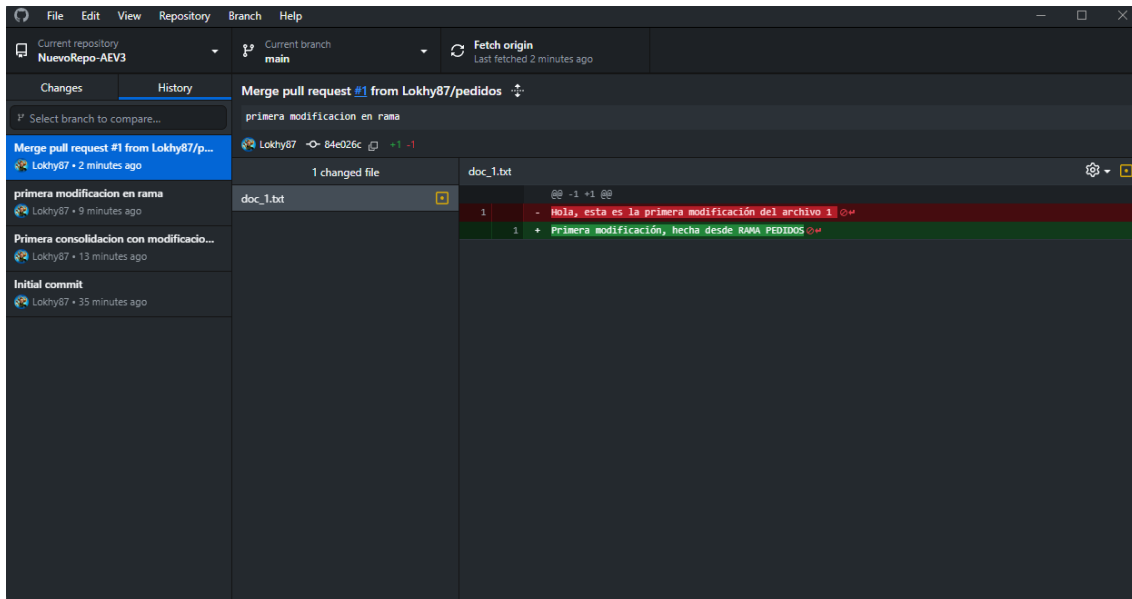 File Edit View Repository Branch Help
Current repository
NuevoRepo-AEV3
Current branch
main
Fetch origin
Last fetched 2 minutes ago
Changes History
Select branch to compare...
Merge pull request #1 from Lokhy87/p...
Lokhy87 • 2 minutes ago
primera modificacion en rama
Lokhy87 • 9 minutes ago
Primera consolidacion con modificacio...
Lokhy87 • 13 minutes ago
Initial commit
Lokhy87 • 35 minutes ago
Merge pull request #1 from Lokhy87/pedidos
primera modificacion en rama
Lokhy87 84e026c +1 -1
1 changed file
doc_1.txt
doc_1.txt
@@ -1 +1 @@
1 - Hola, esta es la primera modificación del archivo 1
1 + Primera modificación, hecha desde RAMA PEDIDOS